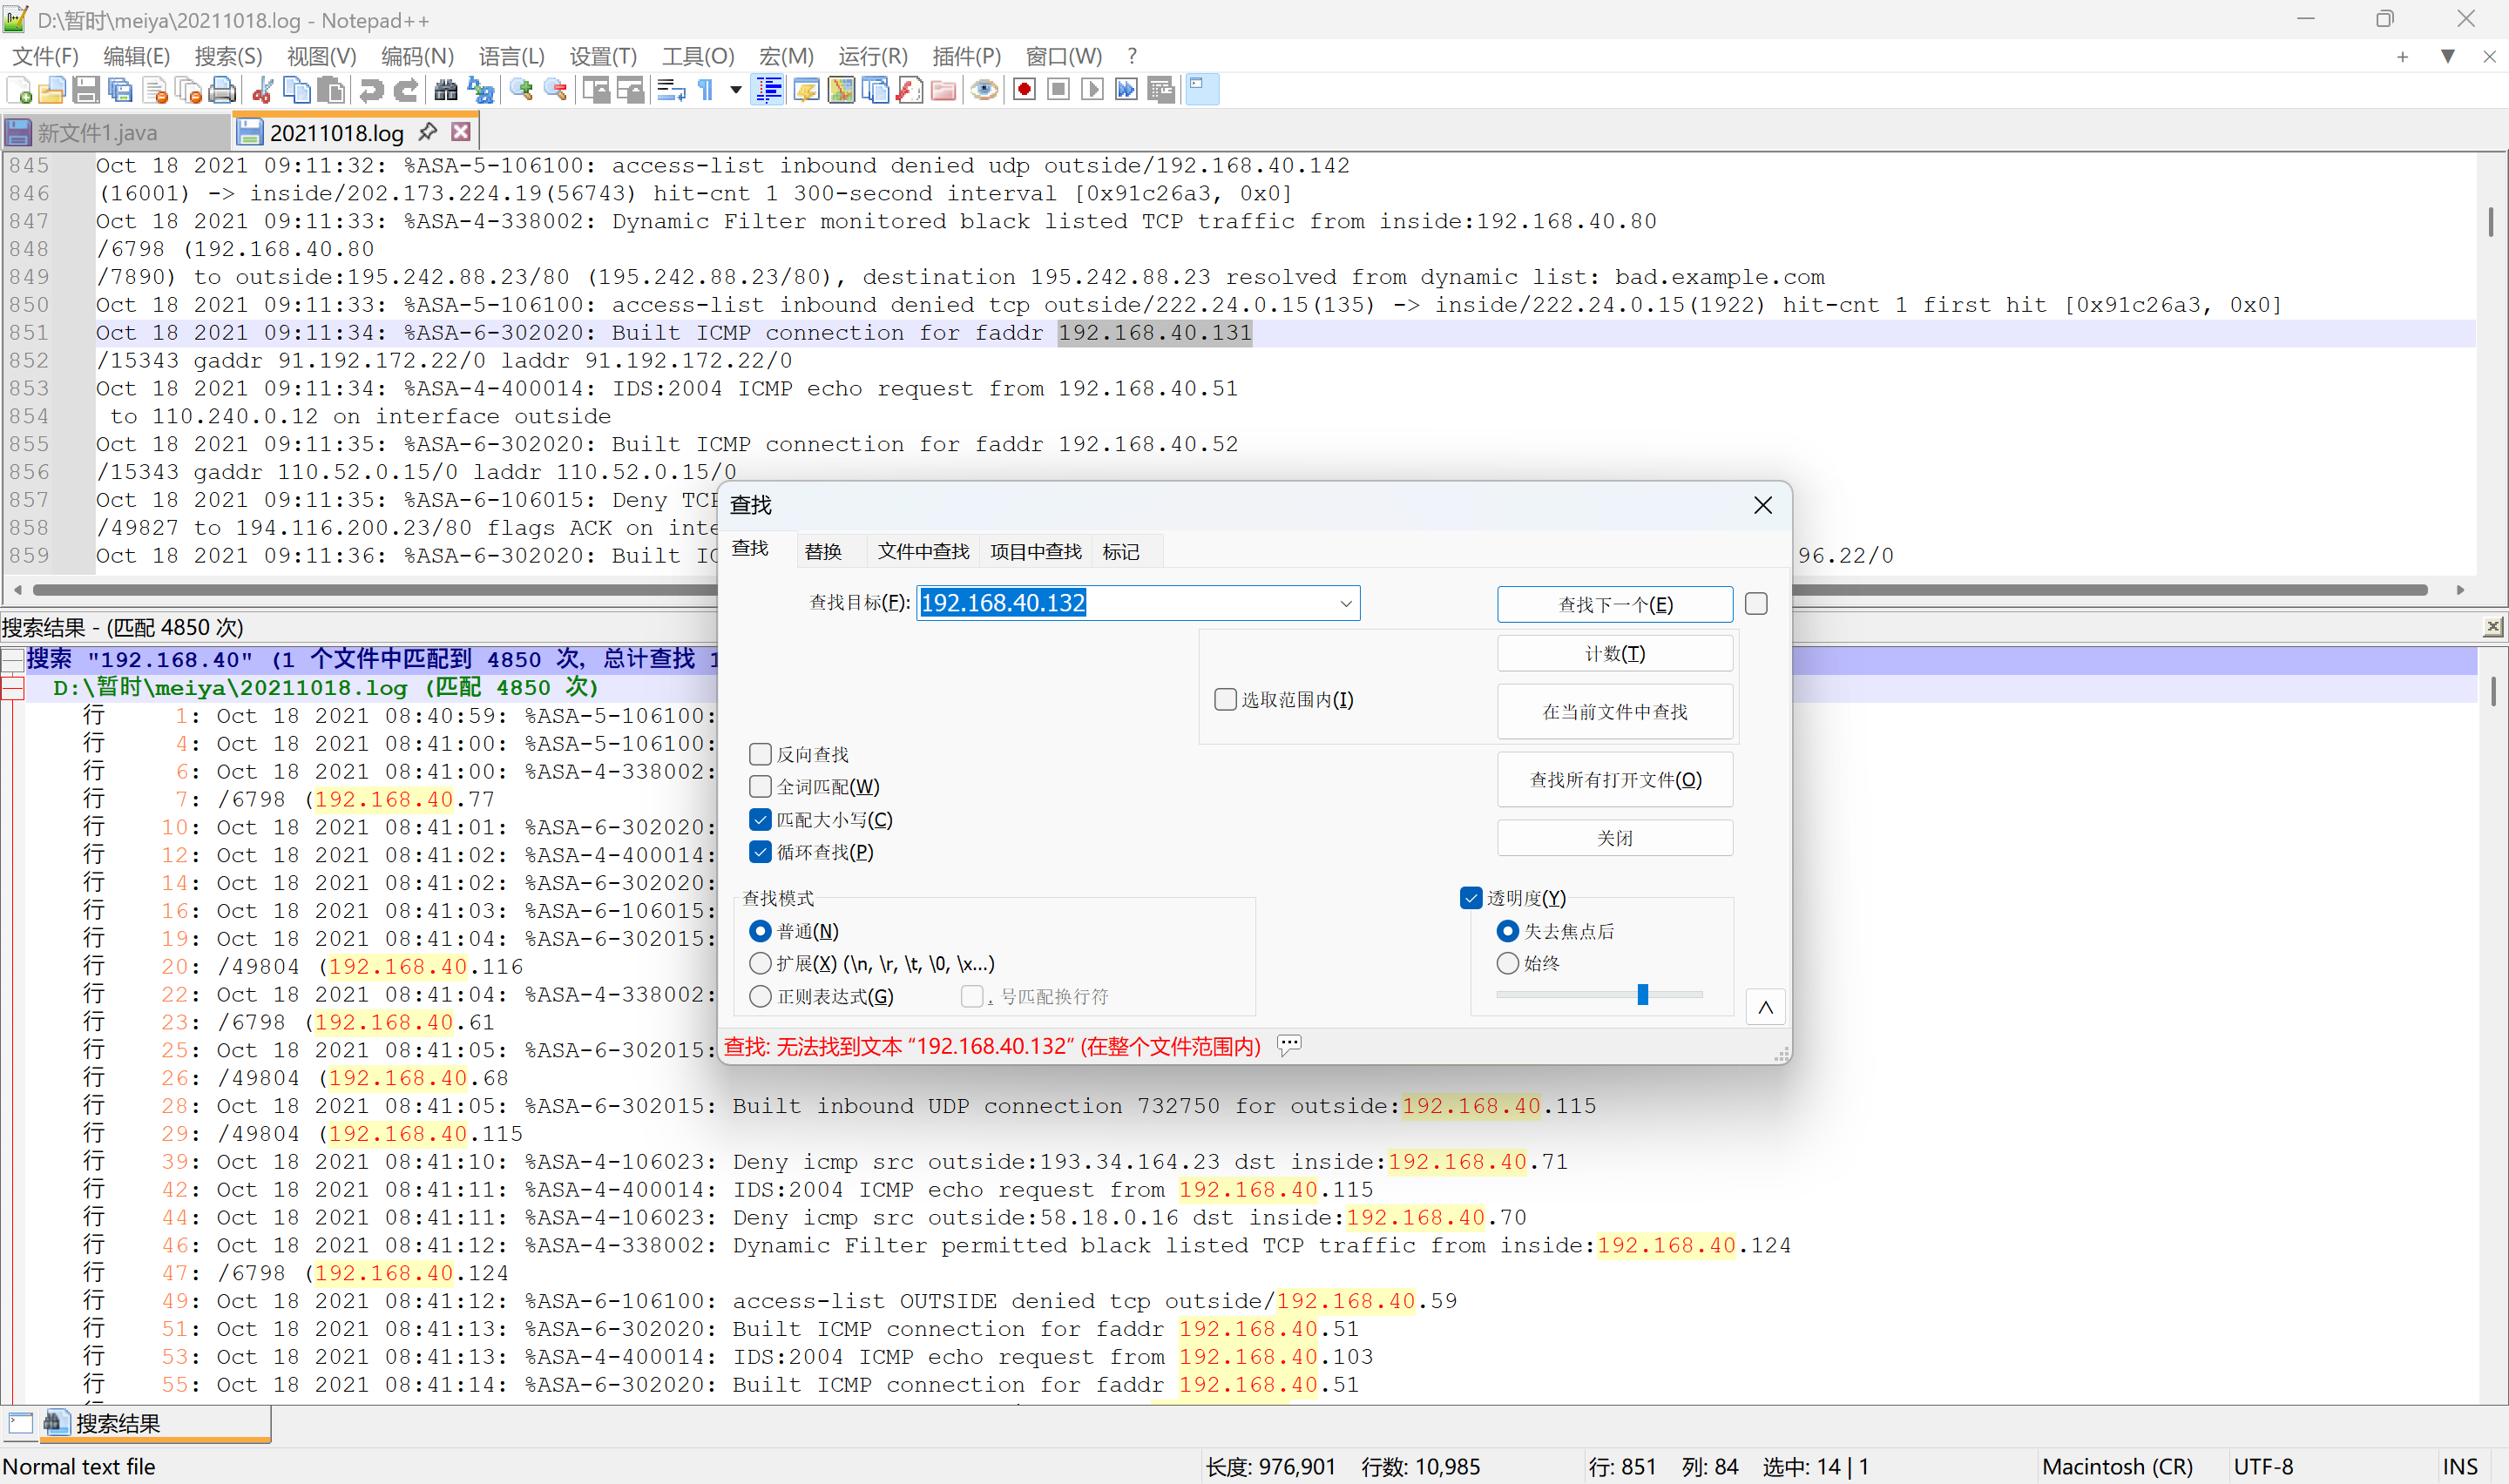 D:\暂时\meiya\20211018.log - Notepad++
文件(F) 编辑(E) 搜索(S) 视图(V) 编码(N) 语言(L) 设置(T) 工具(O) 宏(M) 运行(R) 插件(P) 窗口(W) ?
新文件1.java 20211018.log
845 Oct 18 2021 09:11:32: %ASA-5-106100: access-list inbound denied udp outside/192.168.40.142
846 (16001) -> inside/202.173.224.19(56743) hit-cnt 1 300-second interval [0x91c26a3, 0x0]
847 Oct 18 2021 09:11:33: %ASA-4-338002: Dynamic Filter monitored black listed TCP traffic from inside:192.168.40.80
848 /6798 (192.168.40.80
849 /7890) to outside:195.242.88.23/80 (195.242.88.23/80), destination 195.242.88.23 resolved from dynamic list: bad.example.com
850 Oct 18 2021 09:11:33: %ASA-5-106100: access-list inbound denied tcp outside/222.24.0.15(135) -> inside/222.24.0.15(1922) hit-cnt 1 first hit [0x91c26a3, 0x0]
851 Oct 18 2021 09:11:34: %ASA-6-302020: Built ICMP connection for faddr 192.168.40.131
852 /15343 gaddr 91.192.172.22/0 laddr 91.192.172.22/0
853 Oct 18 2021 09:11:34: %ASA-4-400014: IDS:2004 ICMP echo request from 192.168.40.51
854 to 110.240.0.12 on interface outside
855 Oct 18 2021 09:11:35: %ASA-6-302020: Built ICMP connection for faddr 192.168.40.52
856 /15343 gaddr 110.52.0.15/0 laddr 110.52.0.15/0
857 Oct 18 2021 09:11:35: %ASA-6-106015: Deny TCP
858 /49827 to 194.116.200.23/80 flags ACK on inte
859 Oct 18 2021 09:11:36: %ASA-6-302020: Built IC 96.22/0
查找
查找 替换 文件中查找 项目中查找 标记
查找目标(F): 192.168.40.132 查找下一个(E)
计数(T)
选取范围内(I) 在当前文件中查找
反向查找
全词匹配(W) 查找所有打开文件(O)
匹配大小写(C)
循环查找(P) 关闭
查找模式 透明度(Y)
普通(N) 失去焦点后
扩展(X) (\n, \r, \t, \0, \x...) 始终
正则表达式(G) . 号匹配换行符
查找: 无法找到文本 “192.168.40.132” (在整个文件范围内)
搜索结果 - (匹配 4850 次)
搜索 "192.168.40" (1 个文件中匹配到 4850 次, 总计查找 1
D:\暂时\meiya\20211018.log (匹配 4850 次)
行 1: Oct 18 2021 08:40:59: %ASA-5-106100:
行 4: Oct 18 2021 08:41:00: %ASA-5-106100:
行 6: Oct 18 2021 08:41:00: %ASA-4-338002:
行 7: /6798 (192.168.40.77
行 10: Oct 18 2021 08:41:01: %ASA-6-302020:
行 12: Oct 18 2021 08:41:02: %ASA-4-400014:
行 14: Oct 18 2021 08:41:02: %ASA-6-302020:
行 16: Oct 18 2021 08:41:03: %ASA-6-106015:
行 19: Oct 18 2021 08:41:04: %ASA-6-302015:
行 20: /49804 (192.168.40.116
行 22: Oct 18 2021 08:41:04: %ASA-4-338002:
行 23: /6798 (192.168.40.61
行 25: Oct 18 2021 08:41:05: %ASA-6-302015:
行 26: /49804 (192.168.40.68
行 28: Oct 18 2021 08:41:05: %ASA-6-302015: Built inbound UDP connection 732750 for outside:192.168.40.115
行 29: /49804 (192.168.40.115
行 39: Oct 18 2021 08:41:10: %ASA-4-106023: Deny icmp src outside:193.34.164.23 dst inside:192.168.40.71
行 42: Oct 18 2021 08:41:11: %ASA-4-400014: IDS:2004 ICMP echo request from 192.168.40.115
行 44: Oct 18 2021 08:41:11: %ASA-4-106023: Deny icmp src outside:58.18.0.16 dst inside:192.168.40.70
行 46: Oct 18 2021 08:41:12: %ASA-4-338002: Dynamic Filter permitted black listed TCP traffic from inside:192.168.40.124
行 47: /6798 (192.168.40.124
行 49: Oct 18 2021 08:41:12: %ASA-6-106100: access-list OUTSIDE denied tcp outside/192.168.40.59
行 51: Oct 18 2021 08:41:13: %ASA-6-302020: Built ICMP connection for faddr 192.168.40.51
行 53: Oct 18 2021 08:41:13: %ASA-4-400014: IDS:2004 ICMP echo request from 192.168.40.103
行 55: Oct 18 2021 08:41:14: %ASA-6-302020: Built ICMP connection for faddr 192.168.40.51
搜索结果
Normal text file 长度: 976,901 行数: 10,985 行: 851 列: 84 选中: 14 | 1 Macintosh (CR) UTF-8 INS